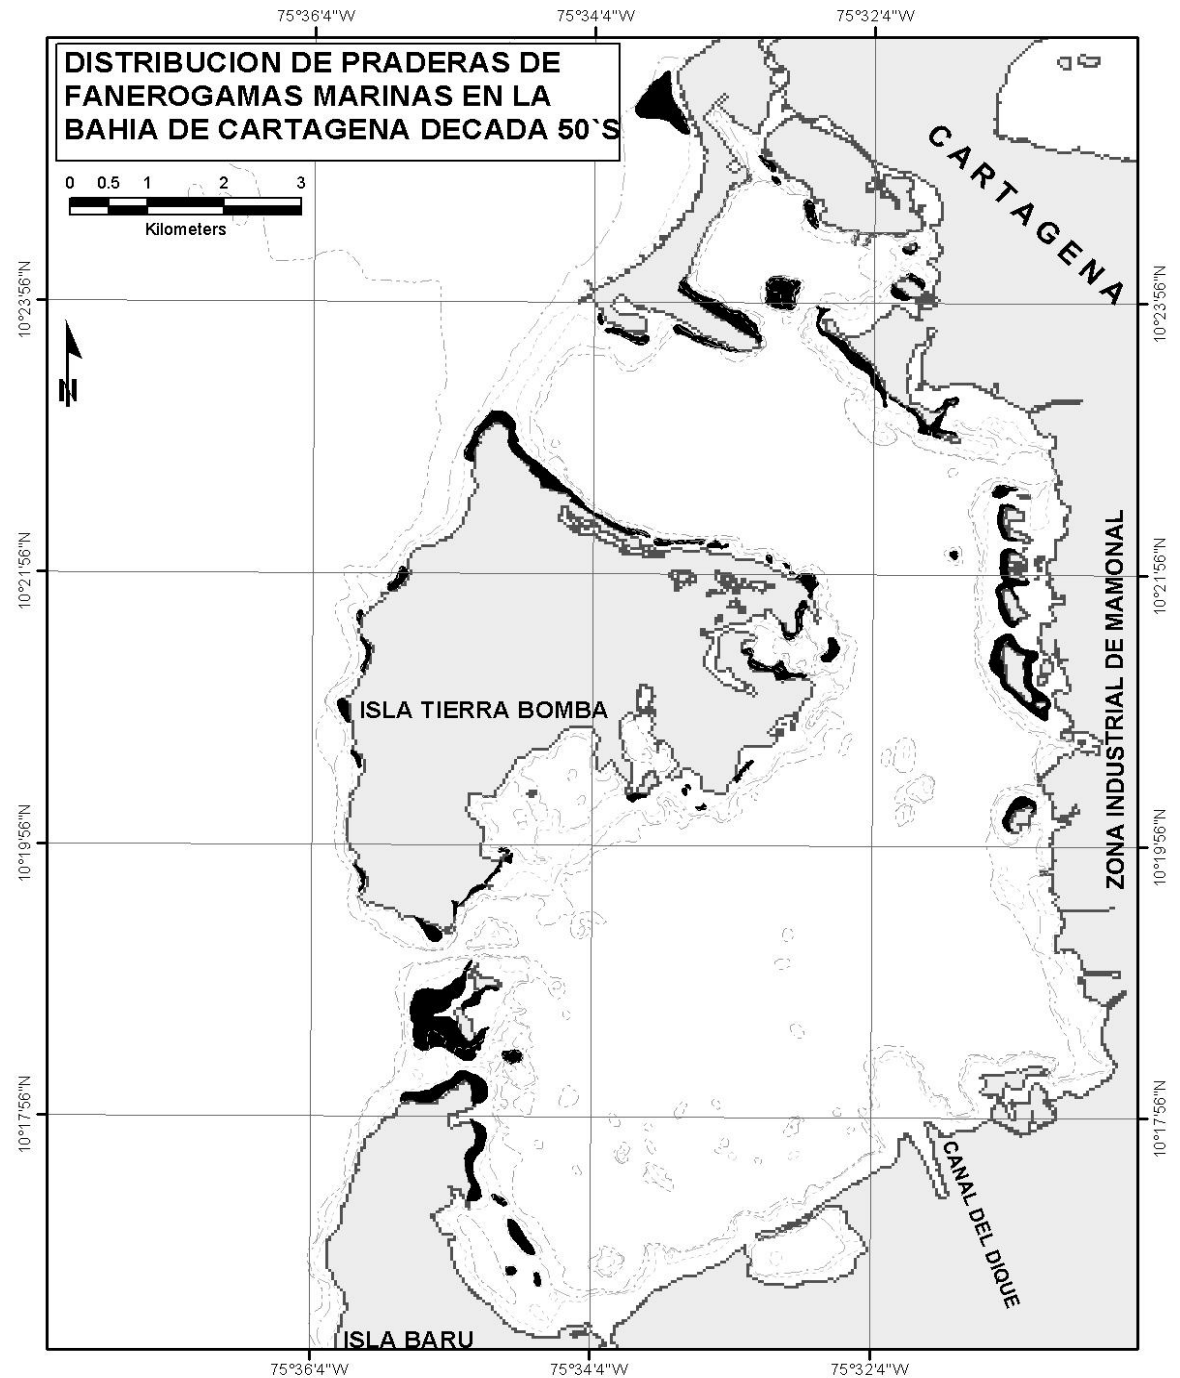 75°36'4"W
75°34'4"W
75°32'4"W
DISTRIBUCION DE PRADERAS DE
FANEROGAMAS MARINAS EN LA
BAHIA DE CARTAGENA DECADA 50`S
0 0.5 1 2 3
Kilometers
CARTAGENA
10°23'56"N
10°23'56"N
N
10°21'56"N
10°21'56"N
ZONA INDUSTRIAL DE MAMONAL
ISLA TIERRA BOMBA
10°19'56"N
10°19'56"N
10°17'56"N
10°17'56"N
CANAL DEL DIQUE
ISLA BARU
75°36'4"W
75°34'4"W
75°32'4"W